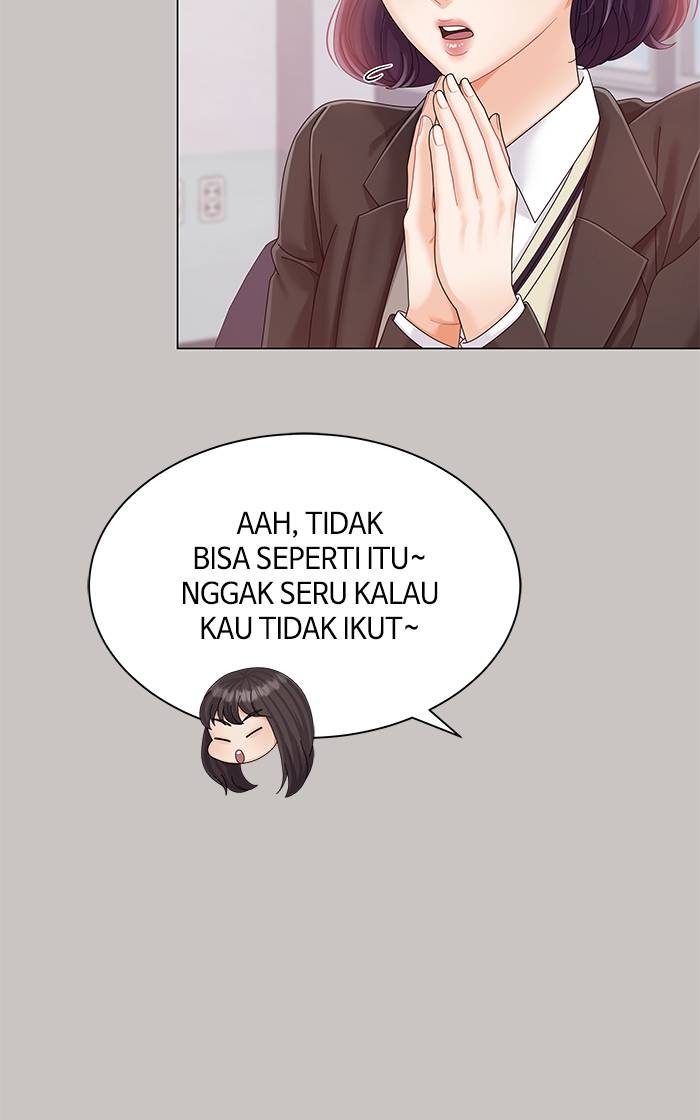 AAH, TIDAK
BISA SEPERTI ITU~
NGGAK SERU KALAU
KAU TIDAK IKUT~